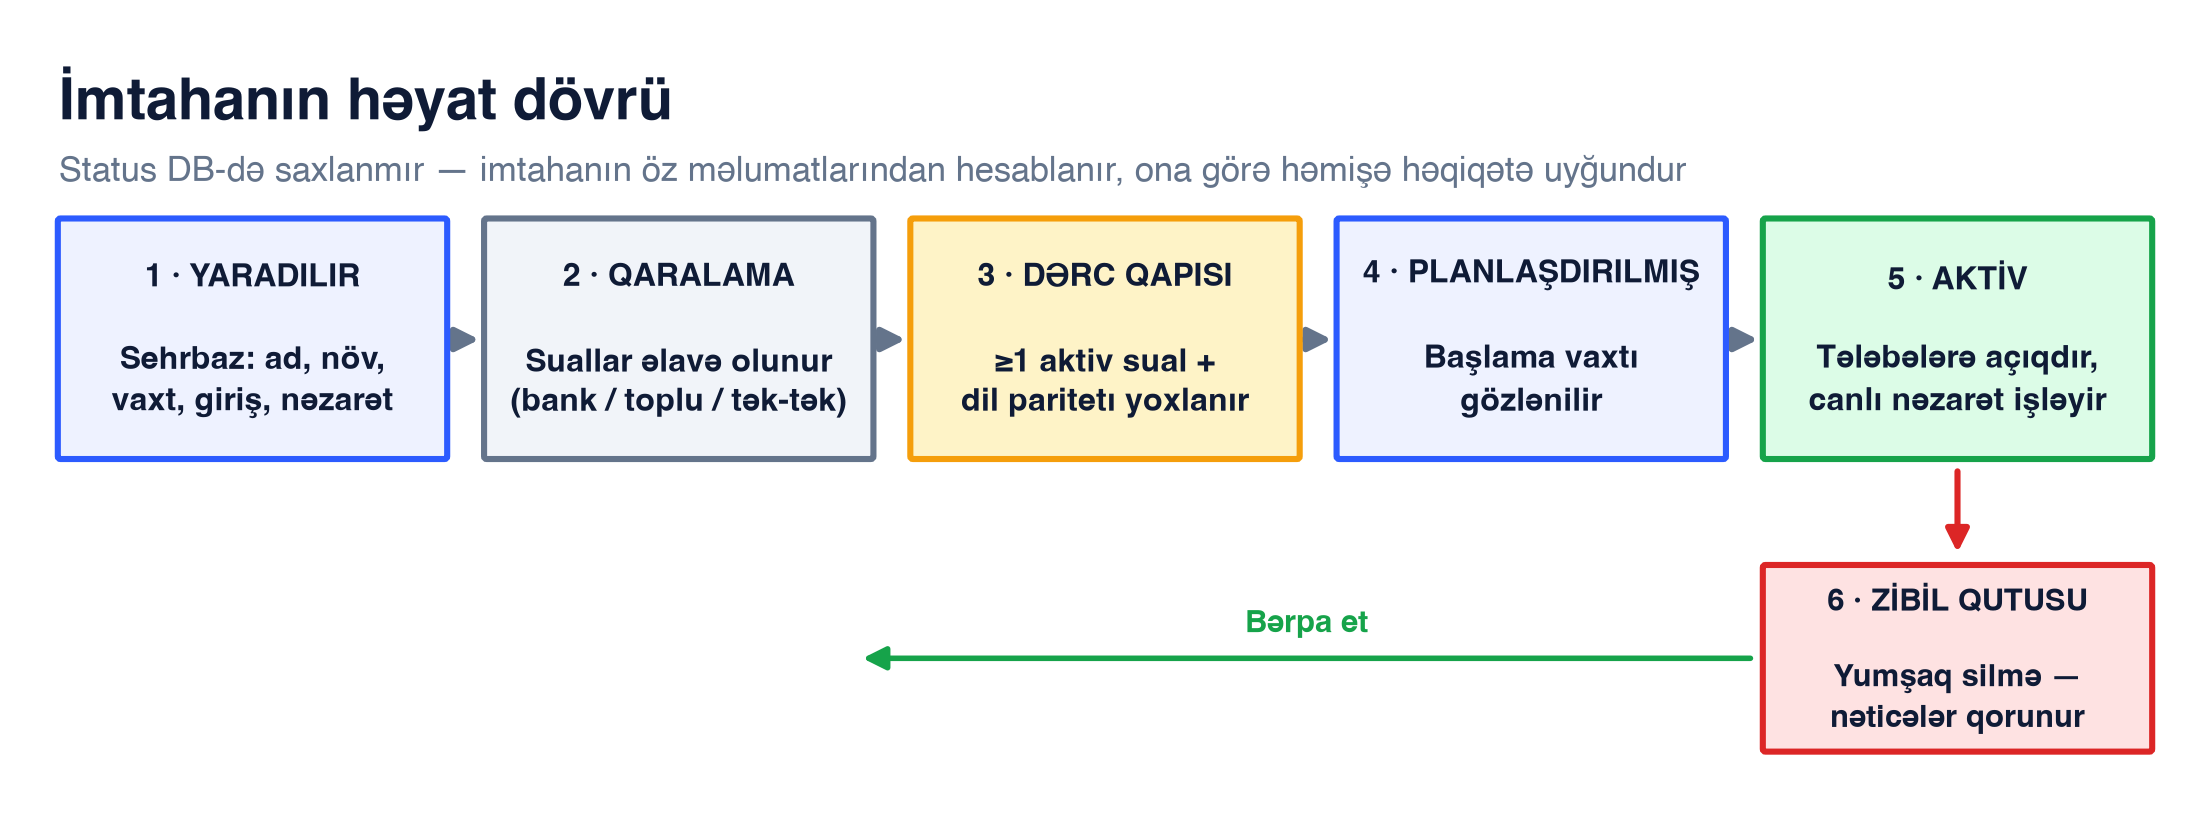 İmtahanın həyat dövrü
Status DB-də saxlanmır — imtahanın öz məlumatlarından hesablanır, ona görə həmişə həqiqətə uyğundur
1 · YARADILIR
Sehrbaz: ad, növ,
vaxt, giriş, nəzarət
2 · QARALAMA
Suallar əlavə olunur
(bank / toplu / tək-tək)
3 · DƏRC QAPISI
≥1 aktiv sual +
dil paritetı yoxlanır
4 · PLANLAŞDIRILMIŞ
Başlama vaxtı
gözlənilir
5 · AKTİV
Tələbələrə açıqdır,
canlı nəzarət işləyir
6 · ZİBİL QUTUSU
Yumşaq silmə —
nəticələr qorunur
Bərpa et